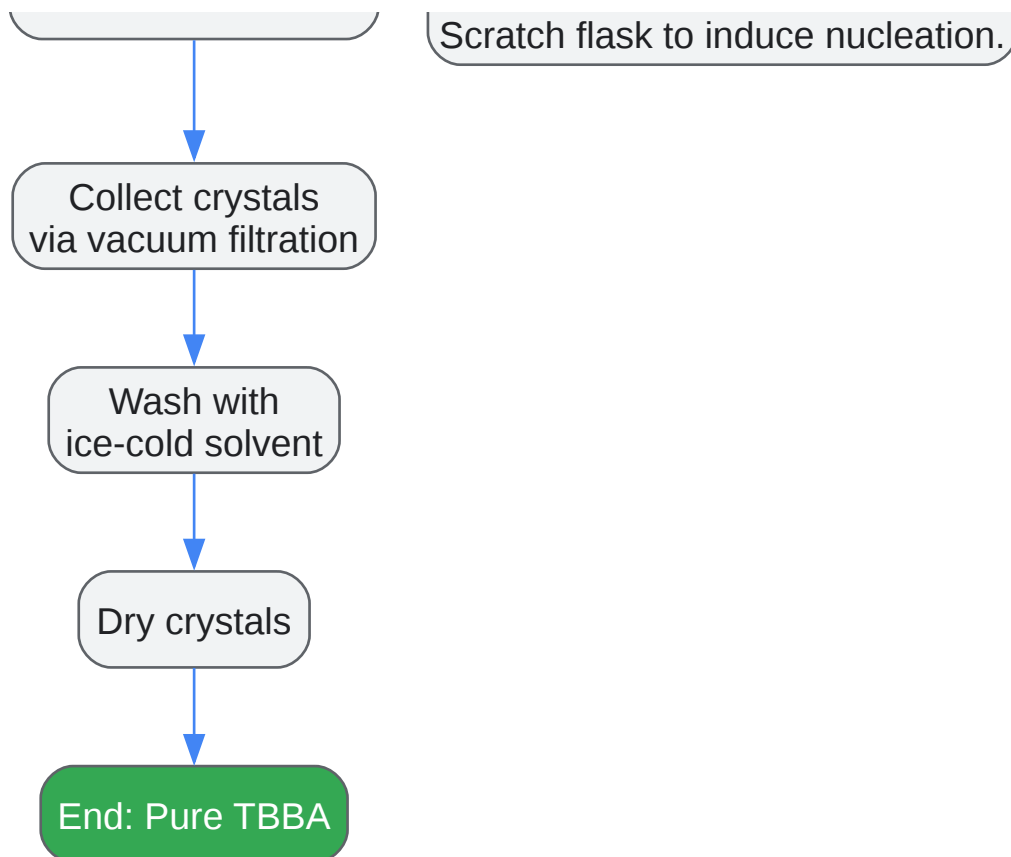 Scratch flask to induce nucleation.
Collect crystals
via vacuum filtration
Wash with
ice-cold solvent
Dry crystals
End: Pure TBBA